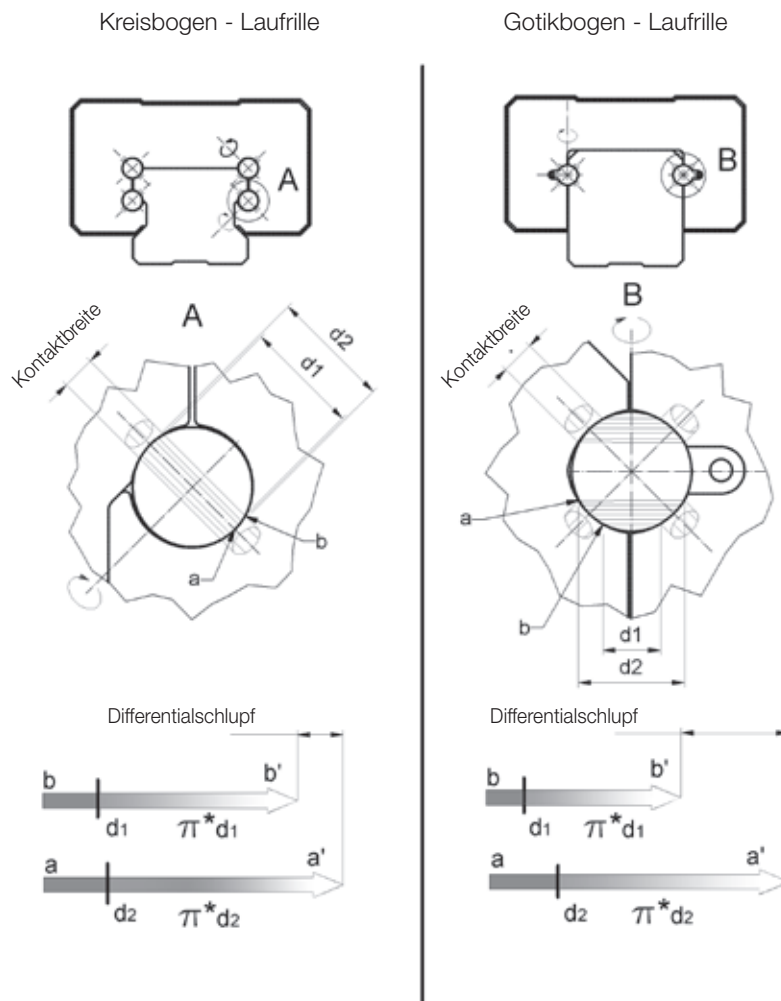 Kreisbogen - Laufrille
A
A
Kontaktbreite
d2
d1
b
a
Differentialschlupf
b
b'
d1
π*d1
a
a'
d2
π*d2
Gotikbogen - Laufrille
B
B
Kontaktbreite
a
b
d1
d2
Differentialschlupf
b
b'
d1
π*d1
a
a'
d2
π*d2